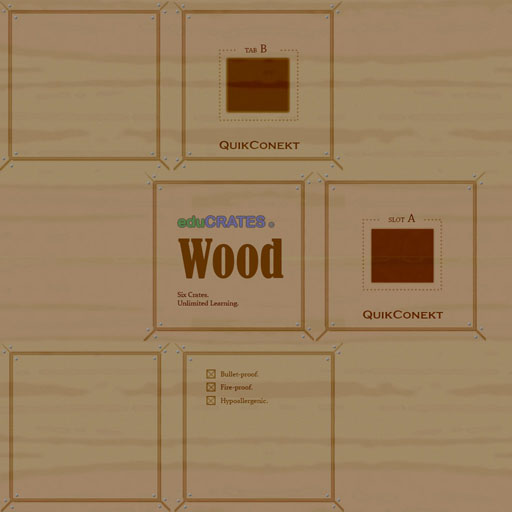 TAB B
QUIKCONEKT
eduCRATES
Wood
Six Crates.
Unlimited Learning.
SLOT A
QUIKCONEKT
Bullet-proof.
Fire-proof.
Hypoallergenic.